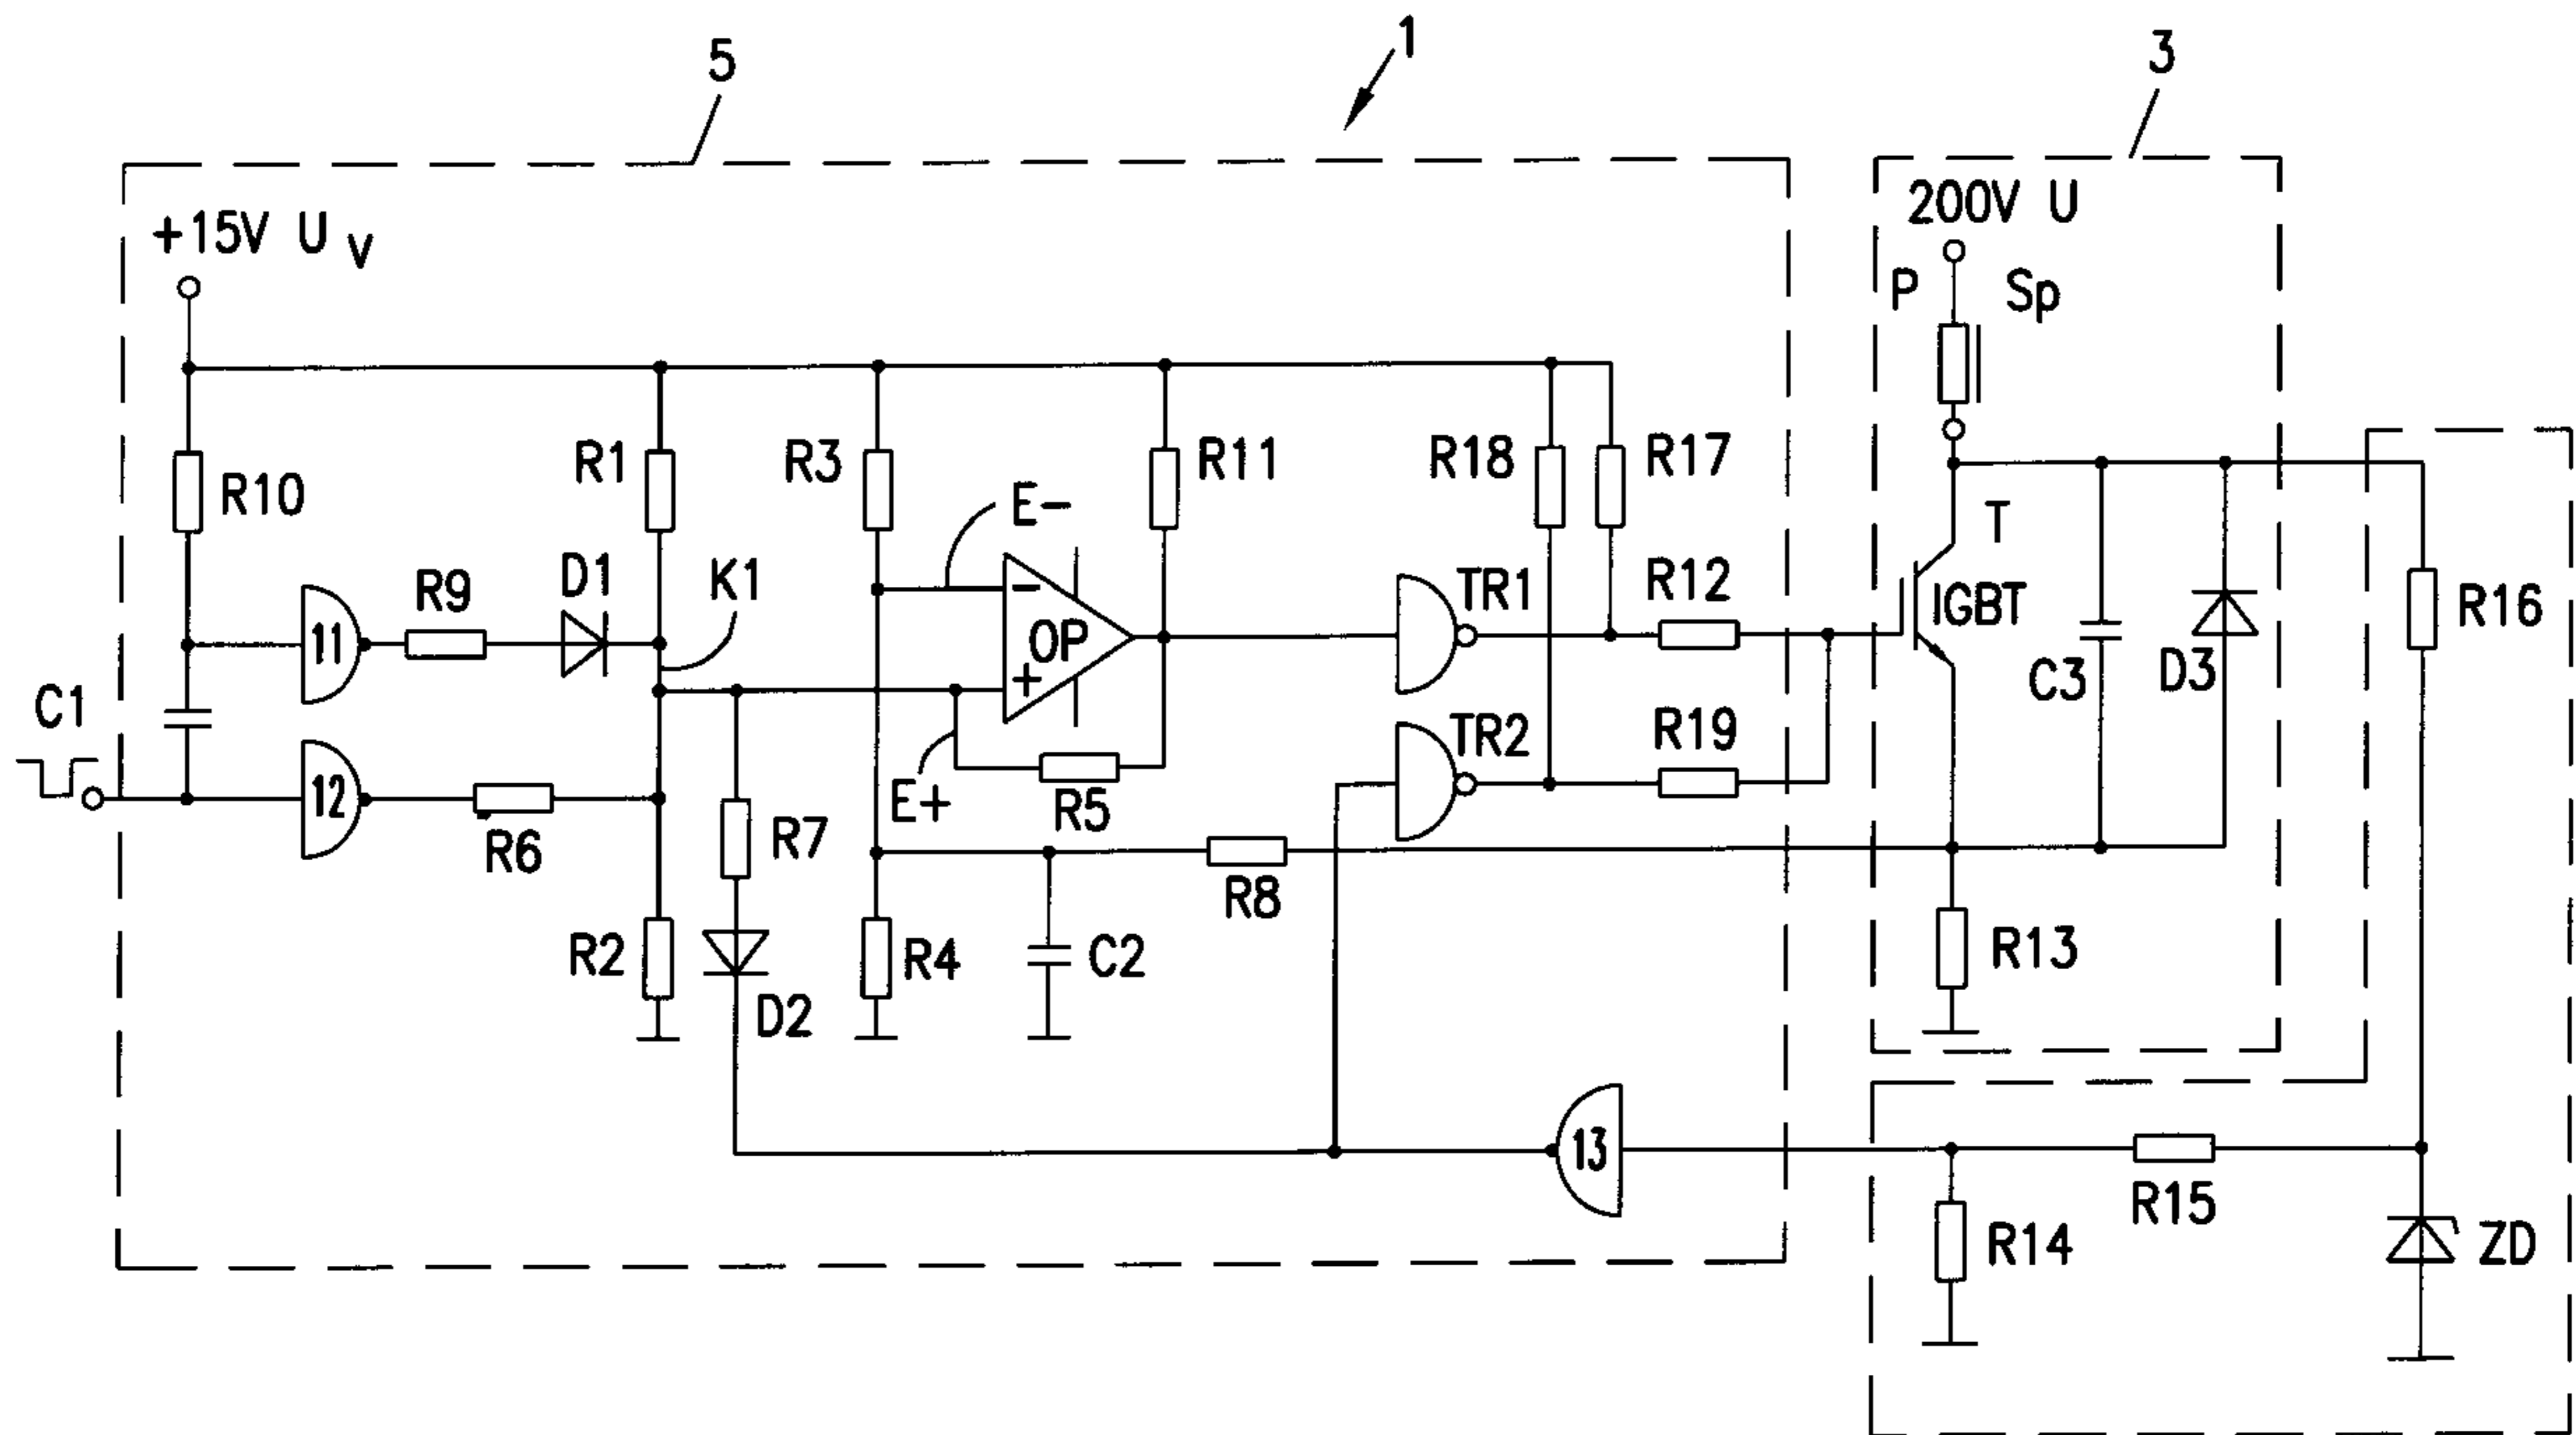 1
5
3
+15V U V
200V U
P
Sp
R10
R1
R3
R11
R18
R17
E-
D1
K1
R9
T
IGBT
TR1
R12
R16
11
OP
-
+
C1
C3
D3
12
R6
R7
E+
R5
TR2
R19
R8
R2
D2
R4
C2
R13
13
R15
R14
ZD